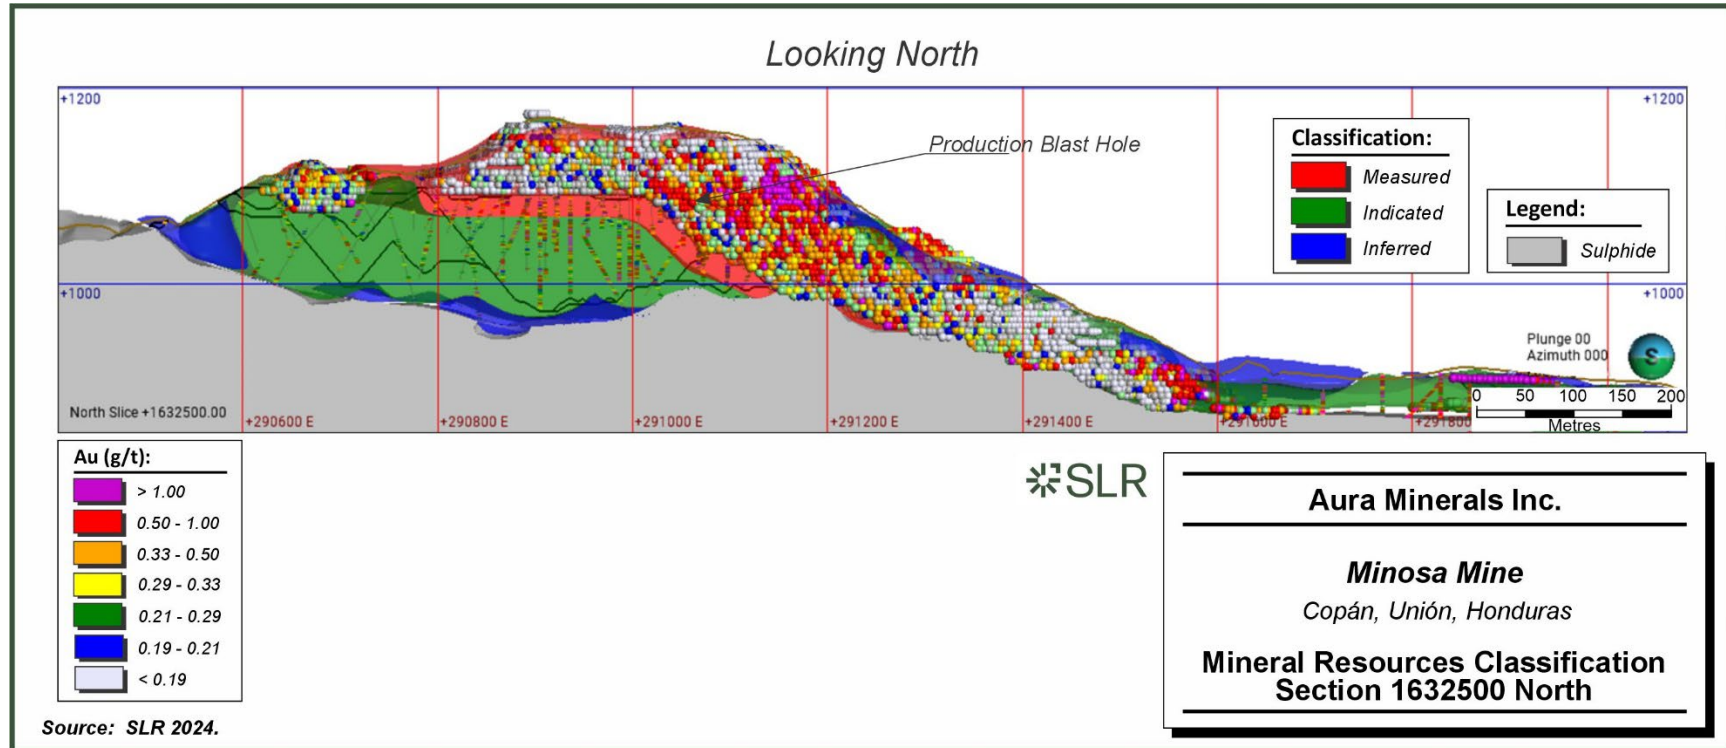 Looking North
+1200
+1200
Production Blast Hole
Classification:
Measured
Indicated
Inferred
Legend:
Sulphide
+1000
+1000
Plunge 00
Azimuth 000
S
North Slice +1632500.00
+290600 E
+290800 E
+291000 E
+291200 E
+291400 E
+291600 E
+291800
0 50 100 150 200
Metres
Au (g/t):
> 1.00
0.50 - 1.00
0.33 - 0.50
0.29 - 0.33
0.21 - 0.29
0.19 - 0.21
< 0.19
SLR
Aura Minerals Inc.
Minosa Mine
Copán, Unión, Honduras
Mineral Resources Classification
Section 1632500 North
Source: SLR 2024.